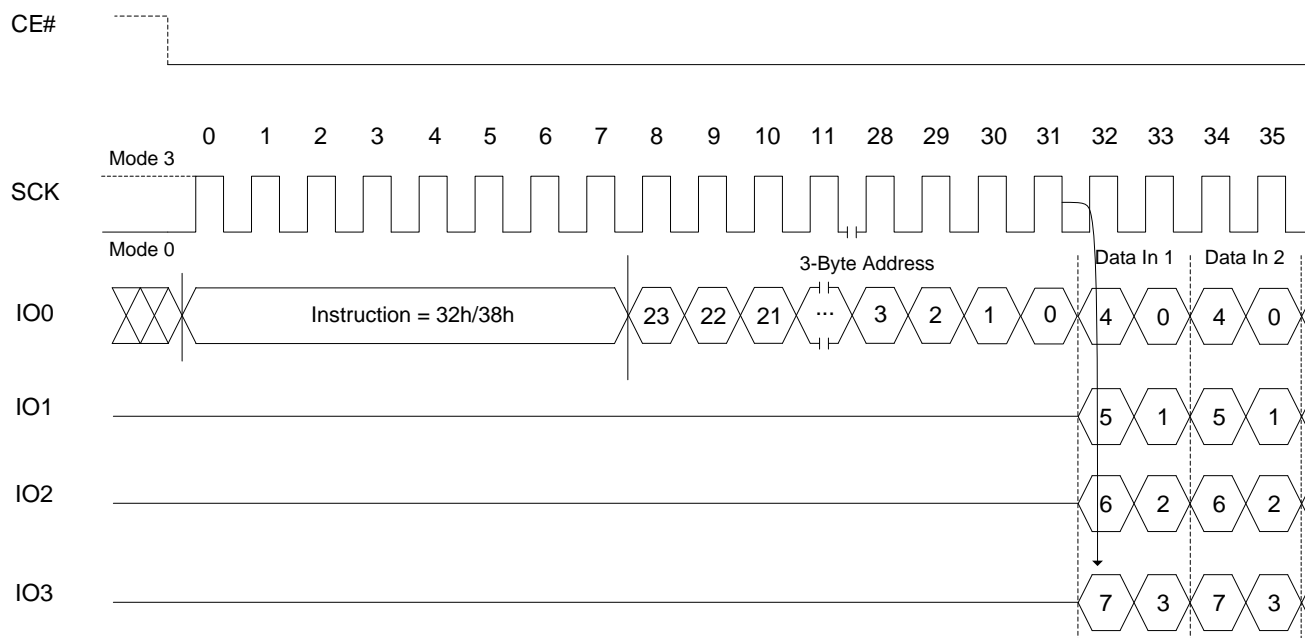 CE#
0 1 2 3 4 5 6 7 8 9 10 11 28 29 30 31 32 33 34 35
Mode 3
SCK
Mode 0
3-Byte Address
Data In 1 Data In 2
IO0 Instruction = 32h/38h 23 22 21 ... 3 2 1 0 4 0 4 0
IO1 5 1 5 1
IO2 6 2 6 2
IO3 7 3 7 3